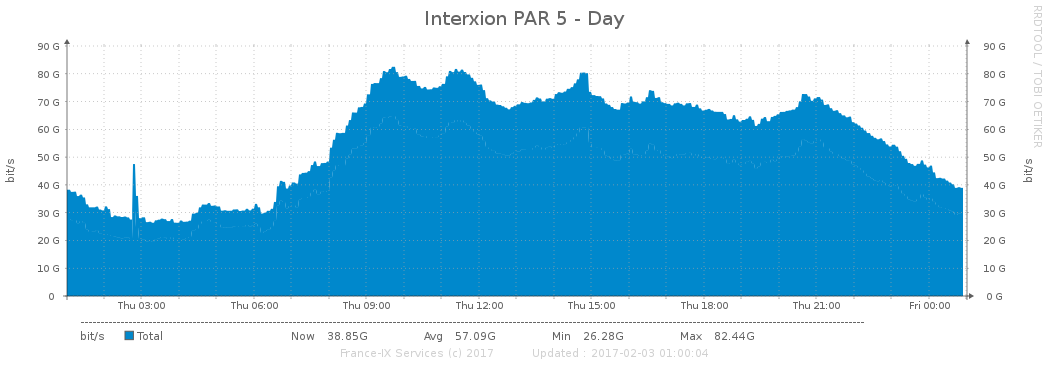 Interxion PAR 5 - Day
RRDTOOL / TOBI OETIKER
bit/s
90 G
80 G
70 G
60 G
50 G
40 G
30 G
20 G
10 G
0
90 G
80 G
70 G
60 G
50 G
40 G
30 G
20 G
10 G
0 G
bit/s
Thu 03:00 Thu 06:00 Thu 09:00 Thu 12:00 Thu 15:00 Thu 18:00 Thu 21:00 Fri 00:00
bit/s Total Now 38.85G Avg 57.09G Min 26.28G Max 82.44G
France-IX Services (c) 2017 Updated : 2017-02-03 01:00:04